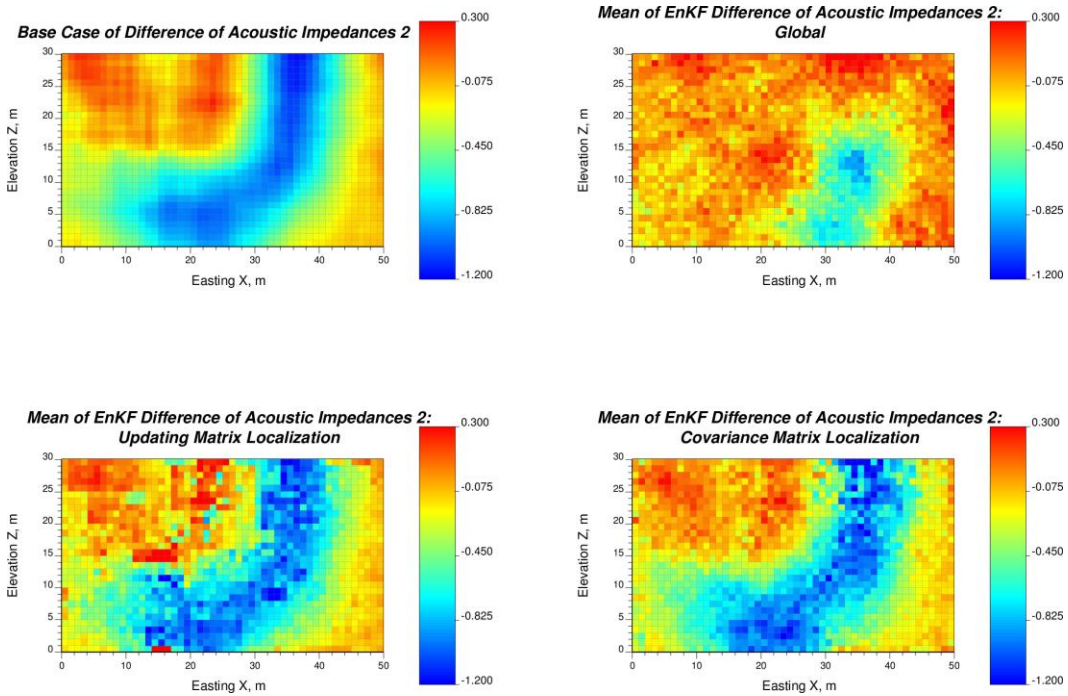 Base Case of Difference of Acoustic Impedances 2
0.300
30
25
-0.075
20
15
-0.450
10
5
-0.825
0
0 10 20 30 40 50
-1.200
Elevation Z, m
Easting X, m
Mean of EnKF Difference of Acoustic Impedances 2:
Global
0.300
30
25
-0.075
20
15
-0.450
10
5
-0.825
0
0 10 20 30 40 50
-1.200
Elevation Z, m
Easting X, m
Mean of EnKF Difference of Acoustic Impedances 2:
Updating Matrix Localization
0.300
30
25
-0.075
20
15
-0.450
10
5
-0.825
0
0 10 20 30 40 50
-1.200
Elevation Z, m
Easting X, m
Mean of EnKF Difference of Acoustic Impedances 2:
Covariance Matrix Localization
0.300
30
25
-0.075
20
15
-0.450
10
5
-0.825
0
0 10 20 30 40 50
-1.200
Elevation Z, m
Easting X, m